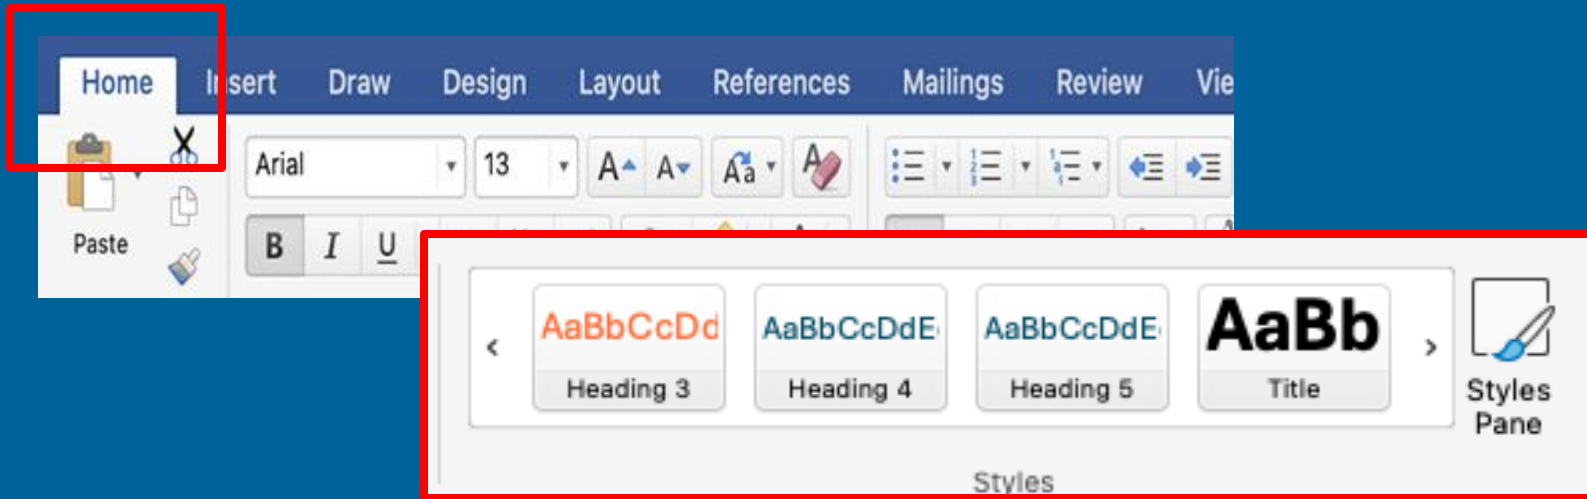 Home Insert Draw Design Layout References Mailings Review Vie
Arial 13
Paste B I U
AaBbCcDd AaBbCcDdE AaBbCcDdE AaBb
Heading 3 Heading 4 Heading 5 Title
Styles
Pane
Styles